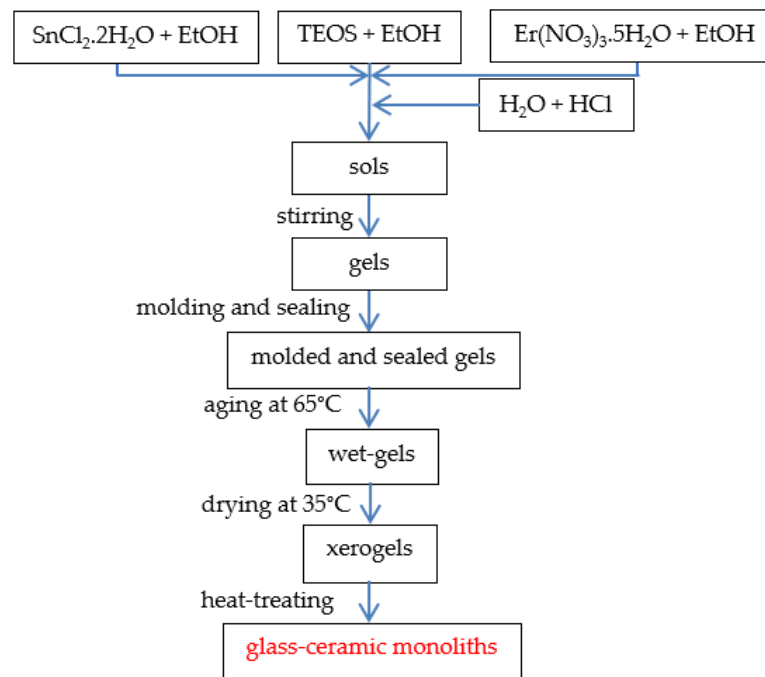 SnCl₂.2H₂O + EtOH
TEOS + EtOH
Er(NO₃)₃.5H₂O + EtOH
H₂O + HCl
sols
stirring
gels
molding and sealing
molded and sealed gels
aging at 65°C
wet-gels
drying at 35°C
xerogels
heat-treating
glass-ceramic monoliths